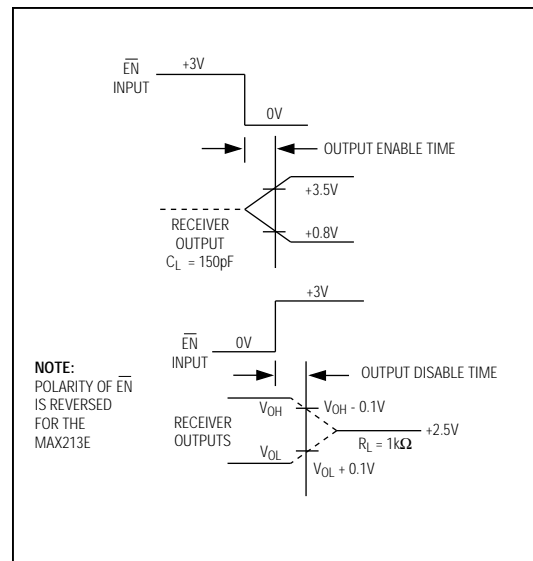 +3V
EN
INPUT
0V
OUTPUT ENABLE TIME
+3.5V
RECEIVER
OUTPUT
CL = 150pF
+0.8V
+3V
EN
INPUT
0V
OUTPUT DISABLE TIME
NOTE:
POLARITY OF EN
IS REVERSED
FOR THE
MAX213E
RECEIVER
OUTPUTS
VOH
VOH - 0.1V
+2.5V
RL = 1kΩ
VOL
VOL + 0.1V